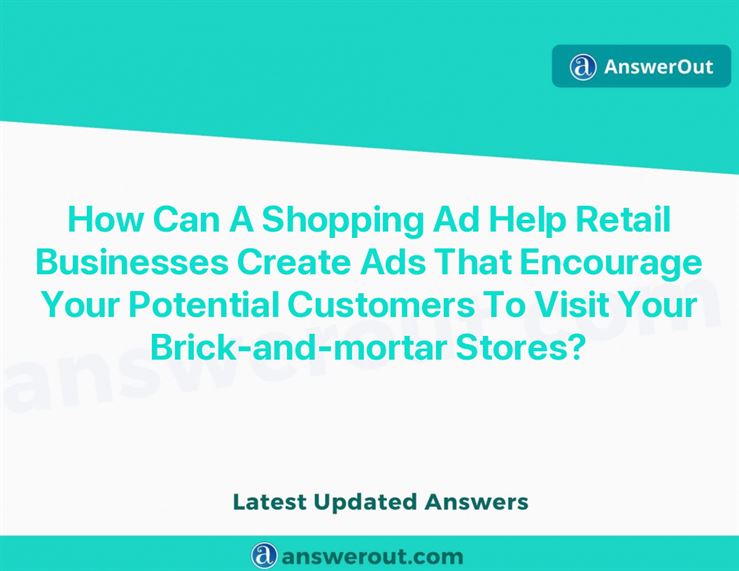 AnswerOut
How Can A Shopping Ad Help Retail
Businesses Create Ads That Encourage
Your Potential Customers To Visit Your
Brick-and-mortar Stores?
answerout.com
Latest Updated Answers
answerout.com